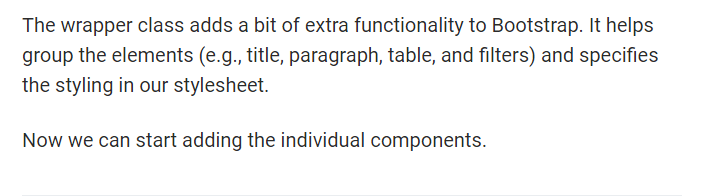 The wrapper class adds a bit of extra functionality to Bootstrap. It helps
group the elements (e.g., title, paragraph, table, and filters) and specifies
the styling in our stylesheet.
Now we can start adding the individual components.